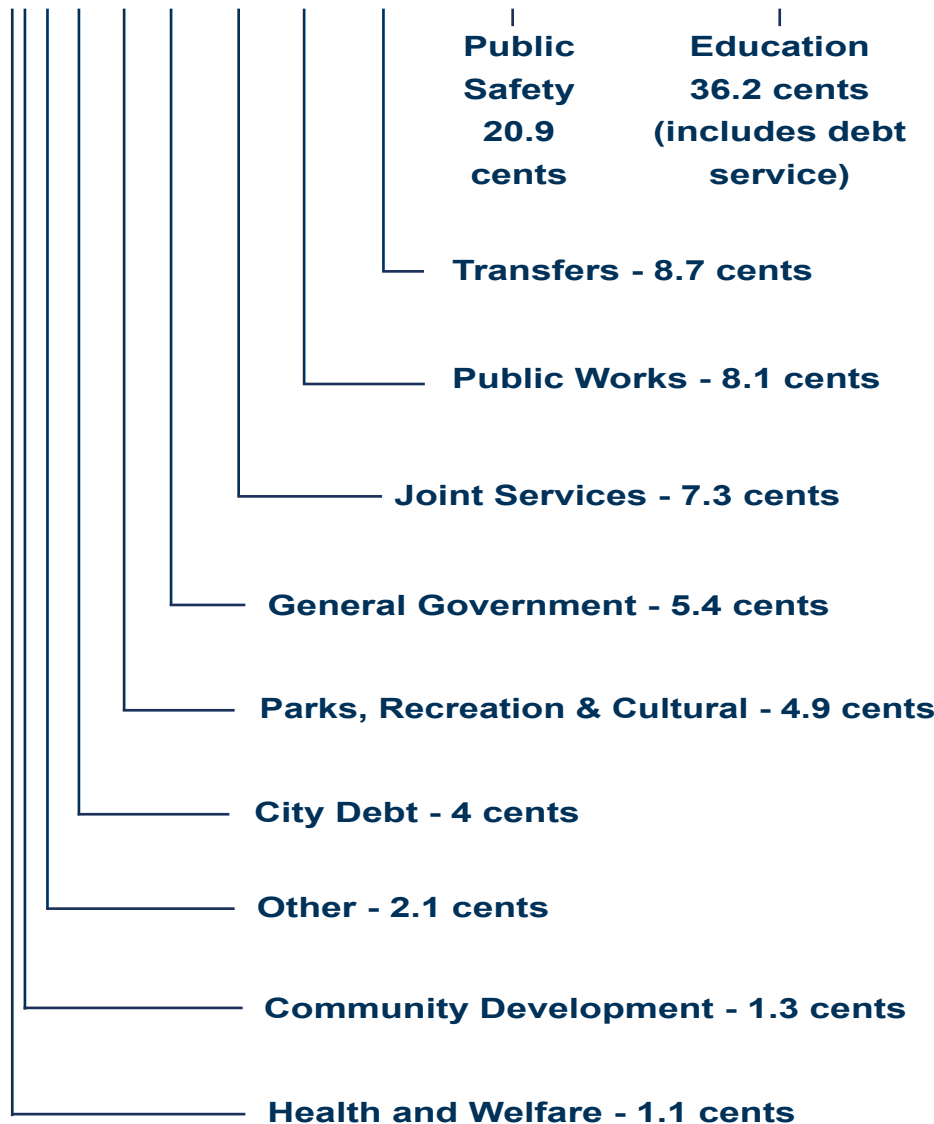 Public
Safety
20.9
cents
Education
36.2 cents
(includes debt
service)
Transfers - 8.7 cents
Public Works - 8.1 cents
Joint Services - 7.3 cents
General Government - 5.4 cents
Parks, Recreation & Cultural - 4.9 cents
City Debt - 4 cents
Other - 2.1 cents
Community Development - 1.3 cents
Health and Welfare - 1.1 cents